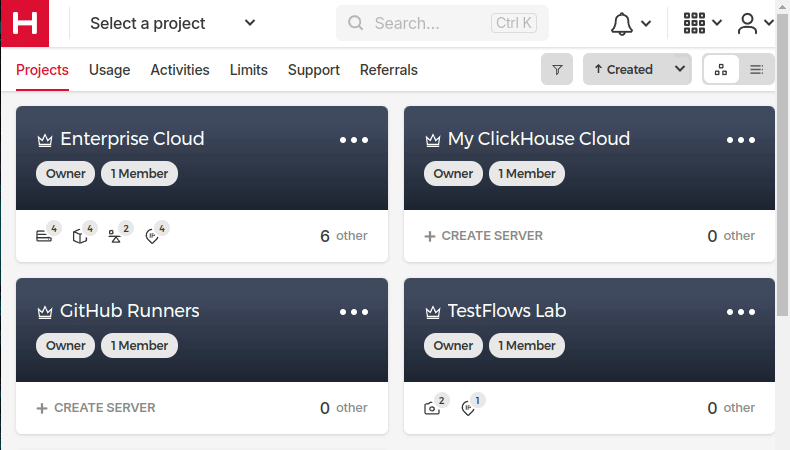 H Select a project Search... Ctrl K
Projects Usage Activities Limits Support Referrals Created
Enterprise Cloud
Owner 1 Member
4 4 2 4 6 other
My ClickHouse Cloud
Owner 1 Member
+ CREATE SERVER 0 other
GitHub Runners
Owner 1 Member
+ CREATE SERVER 0 other
TestFlows Lab
Owner 1 Member
2 1 0 other